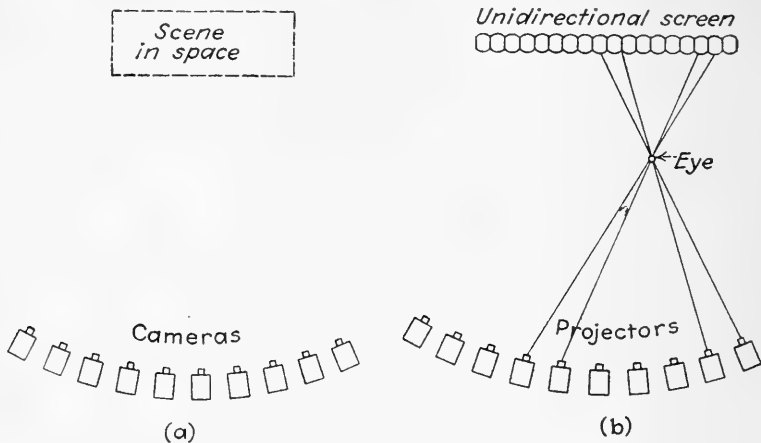 Scene
in space
Cameras
(a)
Unidirectional screen
Eye
Projectors
(b)